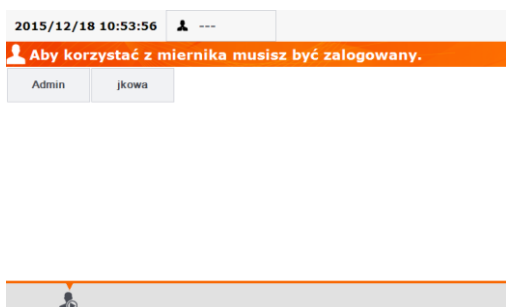 2015/12/18 10:53:56 ---
Aby korzystać z miernika musisz być zalogowany.
Admin jkowa